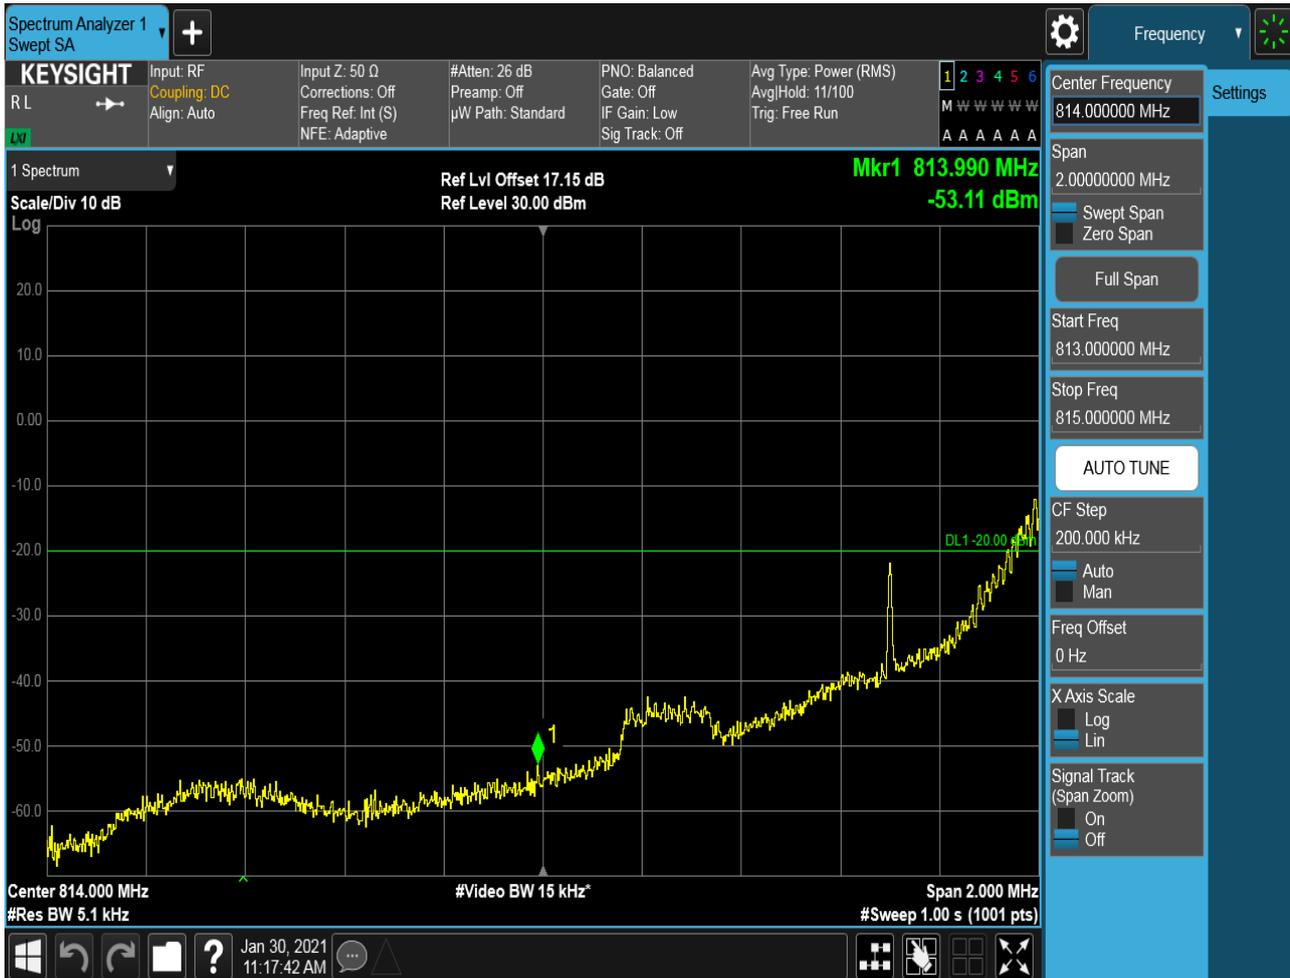 Spectrum Analyzer 1
Swept SA
Frequency
KEYSIGHT
R L
LXI
Input: RF
Coupling: DC
Align: Auto
Input Z: 50 Ω
Corrections: Off
Freq Ref: Int (S)
NFE: Adaptive
#Atten: 26 dB
Preamp: Off
µW Path: Standard
PNO: Balanced
Gate: Off
IF Gain: Low
Sig Track: Off
Avg Type: Power (RMS)
Avg|Hold: 11/100
Trig: Free Run
1 2 3 4 5 6
M W W W W W
A A A A A A
1 Spectrum
Scale/Div 10 dB
Log
Ref Lvl Offset 17.15 dB
Ref Level 30.00 dBm
Mkr1 813.990 MHz
-53.11 dBm
20.0
10.0
0.00
-10.0
-20.0
-30.0
-40.0
-50.0
-60.0
DL1 -20.00 dBm
1
Center 814.000 MHz
#Video BW 15 kHz*
Span 2.000 MHz
#Res BW 5.1 kHz
#Sweep 1.00 s (1001 pts)
Center Frequency
814.000000 MHz
Settings
Span
2.00000000 MHz
Swept Span
Zero Span
Full Span
Start Freq
813.000000 MHz
Stop Freq
815.000000 MHz
AUTO TUNE
CF Step
200.000 kHz
Auto
Man
Freq Offset
0 Hz
X Axis Scale
Log
Lin
Signal Track
(Span Zoom)
On
Off
?
Jan 30, 2021
11:17:42 AM